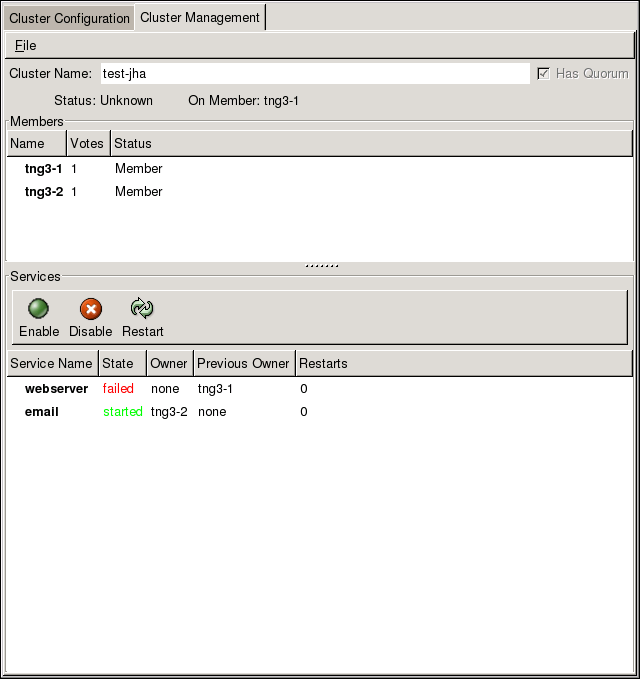 Cluster Configuration Cluster Management
File
Cluster Name: test-jha Has Quorum
Status: Unknown On Member: tng3-1
Members
Name Votes Status
tng3-1 1 Member
tng3-2 1 Member
Services
Enable Disable Restart
Service Name State Owner Previous Owner Restarts
webserver failed none tng3-1 0
email started tng3-2 none 0